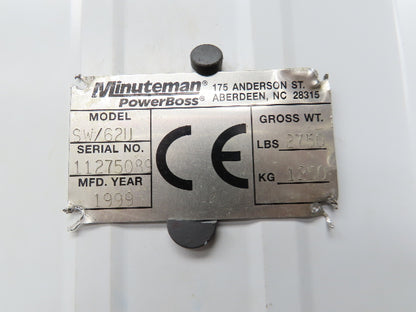 Minuteman® 175 ANDERSON ST.
PowerBoss® ABERDEEN, NC 28315
MODEL
SW/62U
SERIAL NO.
11275089
MFD. YEAR
1999
CE
GROSS WT.
LBS
KG